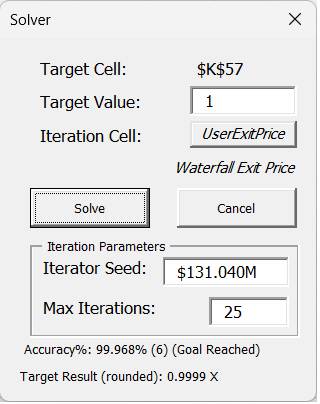 Solver
Target Cell: $K$57
Target Value: 1
Iteration Cell: UserExitPrice
Waterfall Exit Price
Solve Cancel
Iteration Parameters
Iterator Seed: $131.040M
Max Iterations: 25
Accuracy%: 99.968% (6) (Goal Reached)
Target Result (rounded): 0.9999 X